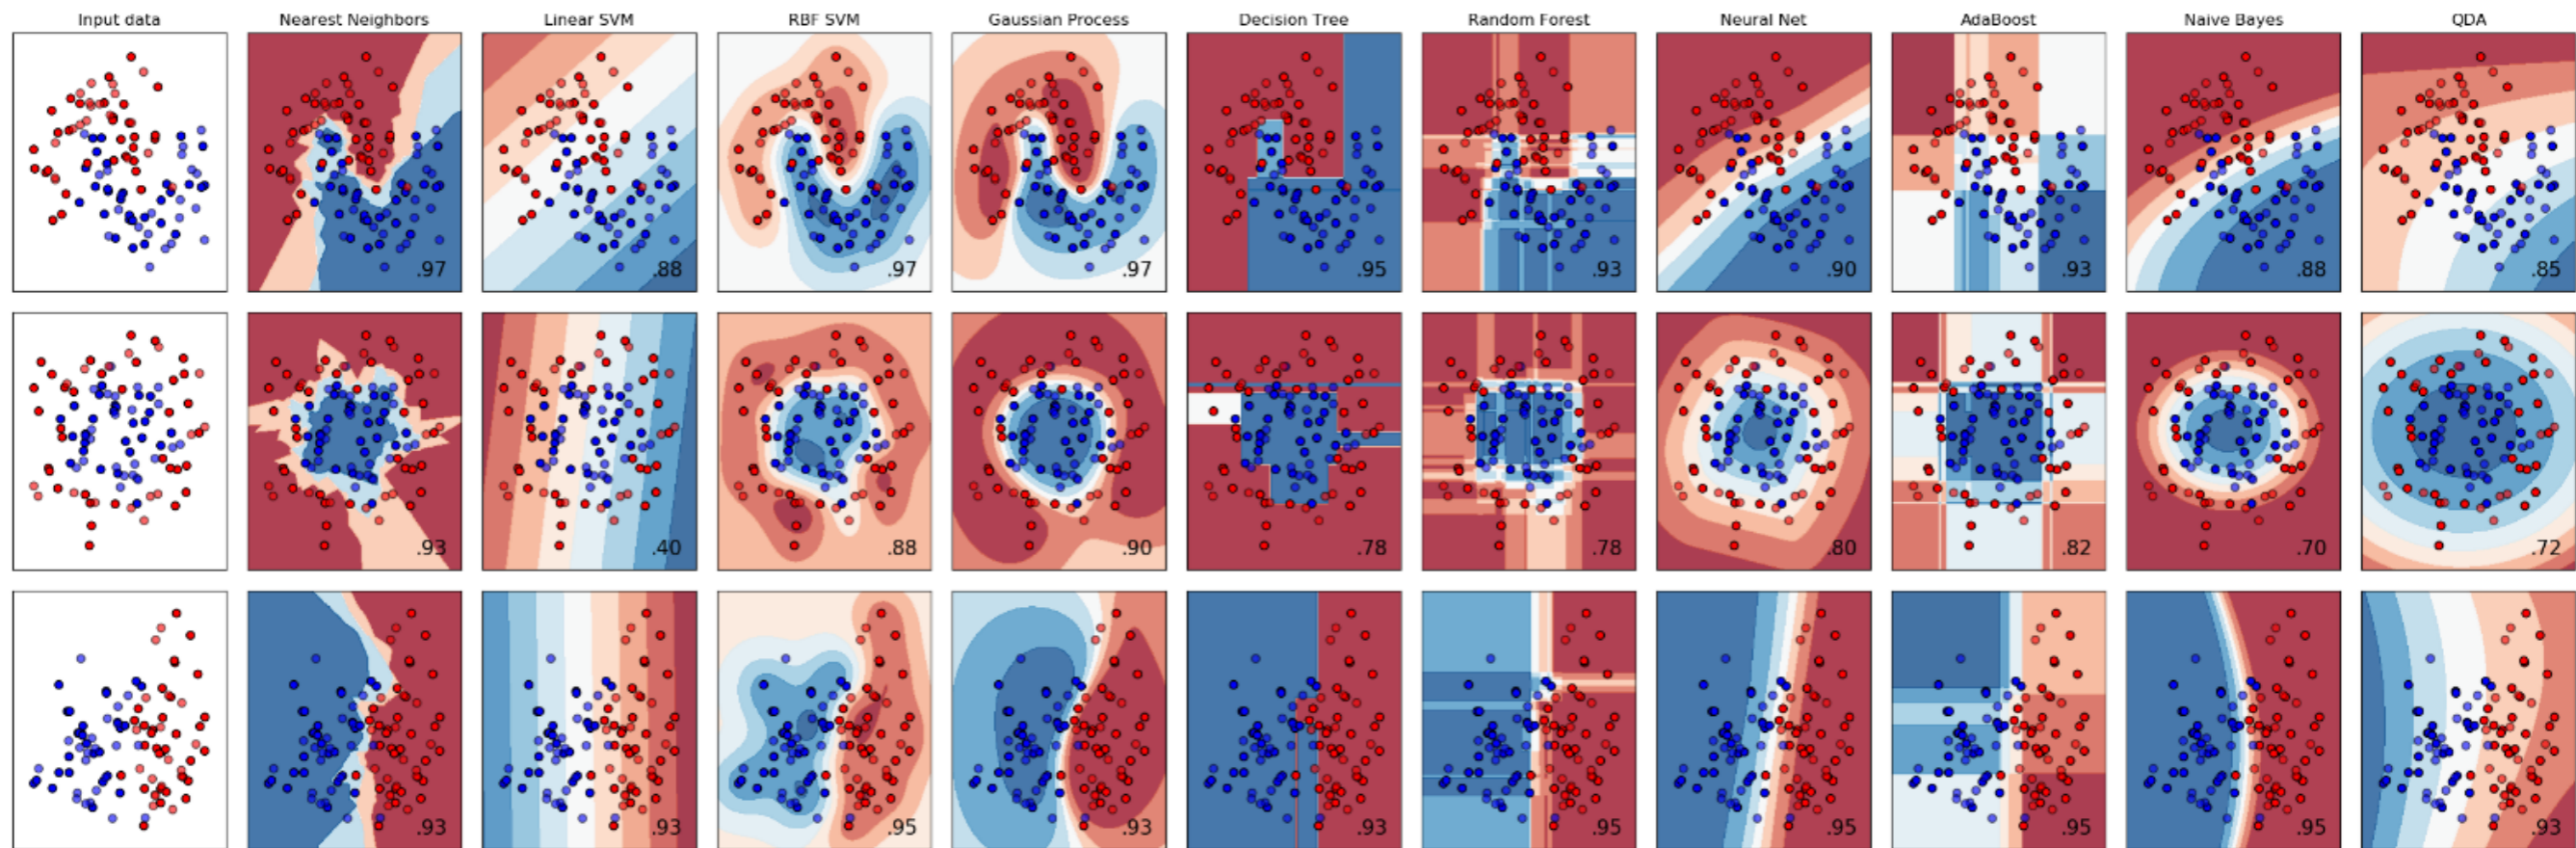 Input data Nearest Neighbors Linear SVM RBF SVM Gaussian Process Decision Tree Random Forest Neural Net AdaBoost Naive Bayes QDA
.97 .88 .97 .97 .95 .93 .90 .93 .88 .85
.93 .40 .88 .90 .78 .78 .80 .82 .70 .72
.93 .93 .95 .93 .93 .95 .95 .95 .95 .93